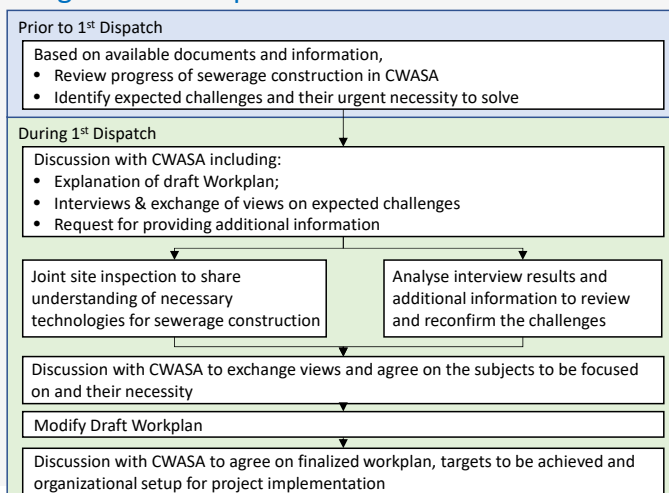 Prior to 1st Dispatch
Based on available documents and information,
• Review progress of sewerage construction in CWASA
• Identify expected challenges and their urgent necessity to solve
During 1st Dispatch
Discussion with CWASA including:
• Explanation of draft Workplan;
• Interviews & exchange of views on expected challenges
• Request for providing additional information
Joint site inspection to share
understanding of necessary
technologies for sewerage construction
Analyse interview results and
additional information to review
and reconfirm the challenges
Discussion with CWASA to exchange views and agree on the subjects to be focused
on and their necessity
Modify Draft Workplan
Discussion with CWASA to agree on finalized workplan, targets to be achieved and
organizational setup for project implementation